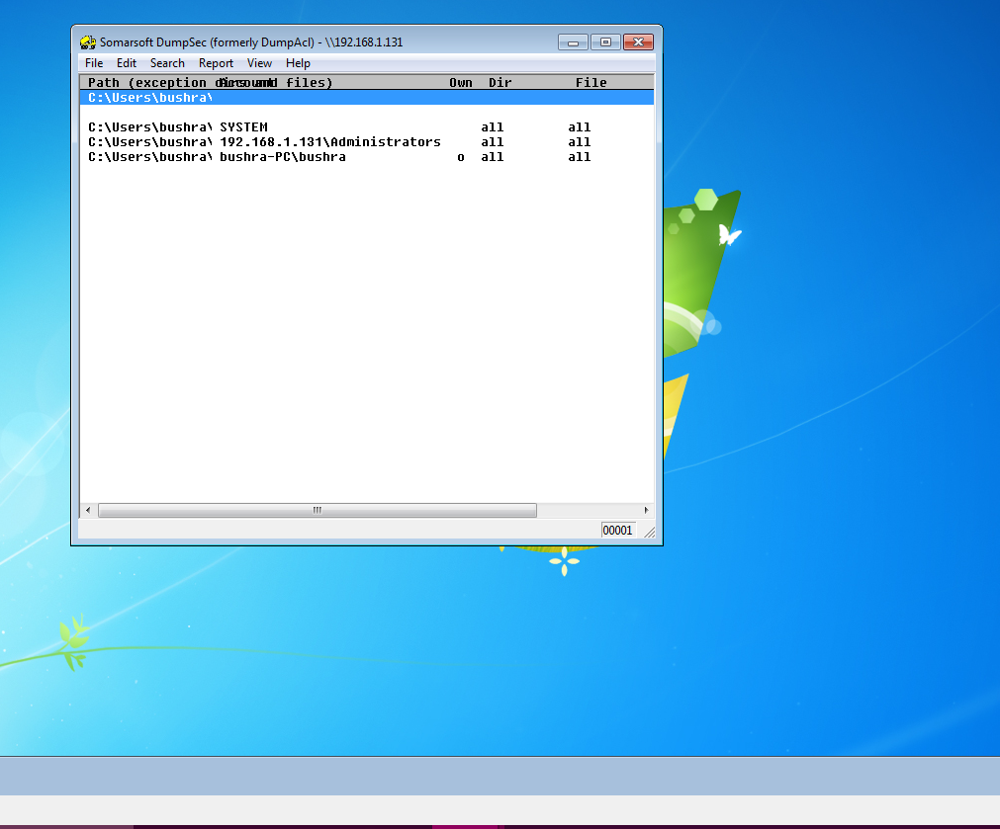 Somarsoft DumpSec (formerly DumpAcl) - \\192.168.1.131
File Edit Search Report View Help
Path (exception dirs and files) Account Own Dir File
C:\Users\bushra\
C:\Users\bushra\ SYSTEM all all
C:\Users\bushra\ 192.168.1.131\Administrators all all
C:\Users\bushra\ bushra-PC\bushra o all all
00001